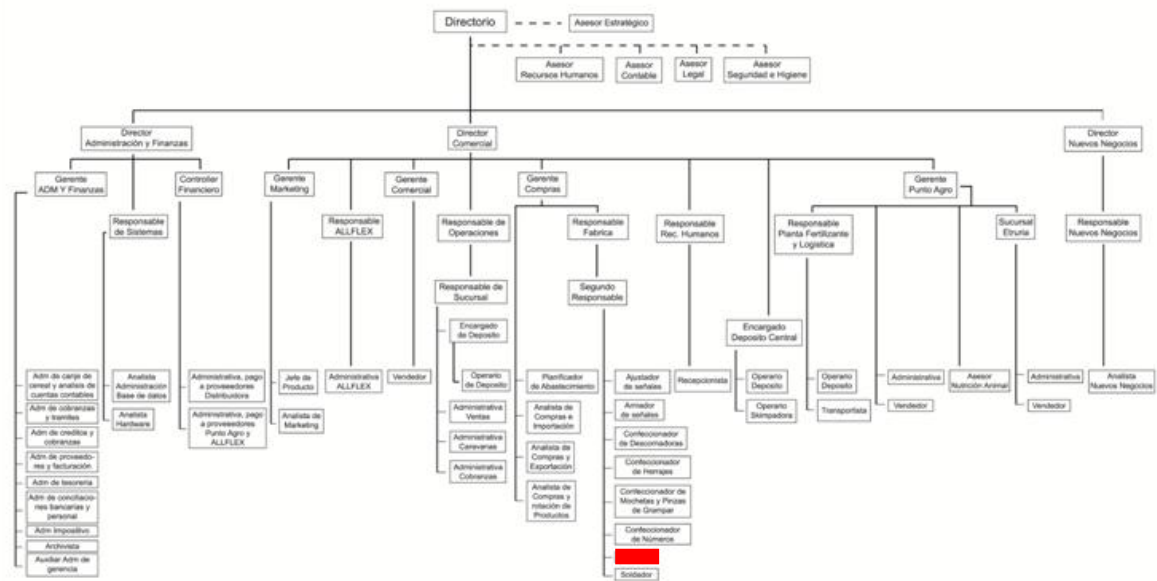 Directorio
Asesor Estratégico
Asesor
Recursos Humanos
Asesor
Contable
Asesor
Legal
Asesor
Seguridad e Higiene
Director
Administración y Finanzas
Director
Comercial
Director
Nuevos Negocios
Gerente
ADM Y Finanzas
Controller
Financiero
Gerente
Marketing
Gerente
Comercial
Gerente
Compras
Gerente
Punto Agro
Responsable
de Sistemas
Responsable
ALLFLEX
Responsable de
Operaciones
Responsable
Fabrica
Responsable
Rec. Humanos
Responsable
Planta Fertilizante
y Logística
Sucursal
Etruria
Responsable
Nuevos Negocios
Responsable de
Sucursal
Segundo
Responsable
Encargado
de Deposito
Encargado
Deposito Central
Adm de canje de
cereal y analisis de
cuentas contables
Analista
Administración
Base de datos
Administrativa, pago
a proveedores
Distribuidora
Jefe de
Producto
Administrativa
ALLFLEX
Vendedor
Operario
de Deposito
Planificador
de Abastecimiento
Ajustador
de señales
Recepcionista
Operario
Deposito
Operario
Deposito
Administrativa
Asesor
Nutrición Animal
Administrativa
Analista
Nuevos Negocios
Adm de cobranzas
y tramites
Analista
Hardware
Administrativa, pago
a proveedores
Punto Agro y
ALLFLEX
Analista de
Marketing
Administrativa
Ventas
Analista de
Compras e
Importación
Armador
de señales
Operario
Skimpadora
Transportista
Vendedor
Vendedor
Adm de creditos y
cobranzas
Administrativa
Caravanas
Analista de
Compras y
Exportación
Confeccionador
de Descornadoras
Adm de proveedo-
res y facturación
Administrativa
Cobranzas
Confeccionador
de Herrajes
Adm de tesoreria
Analista de
Compras y
rotación de
Productos
Confeccionador de
Mochetas y Pinzas
de Grampar
Adm de conciliacio-
nes bancarias y
personal
Adm Impositivo
Confeccionador
de Números
Archivista
Auxiliar Adm de
gerencia
Soldador